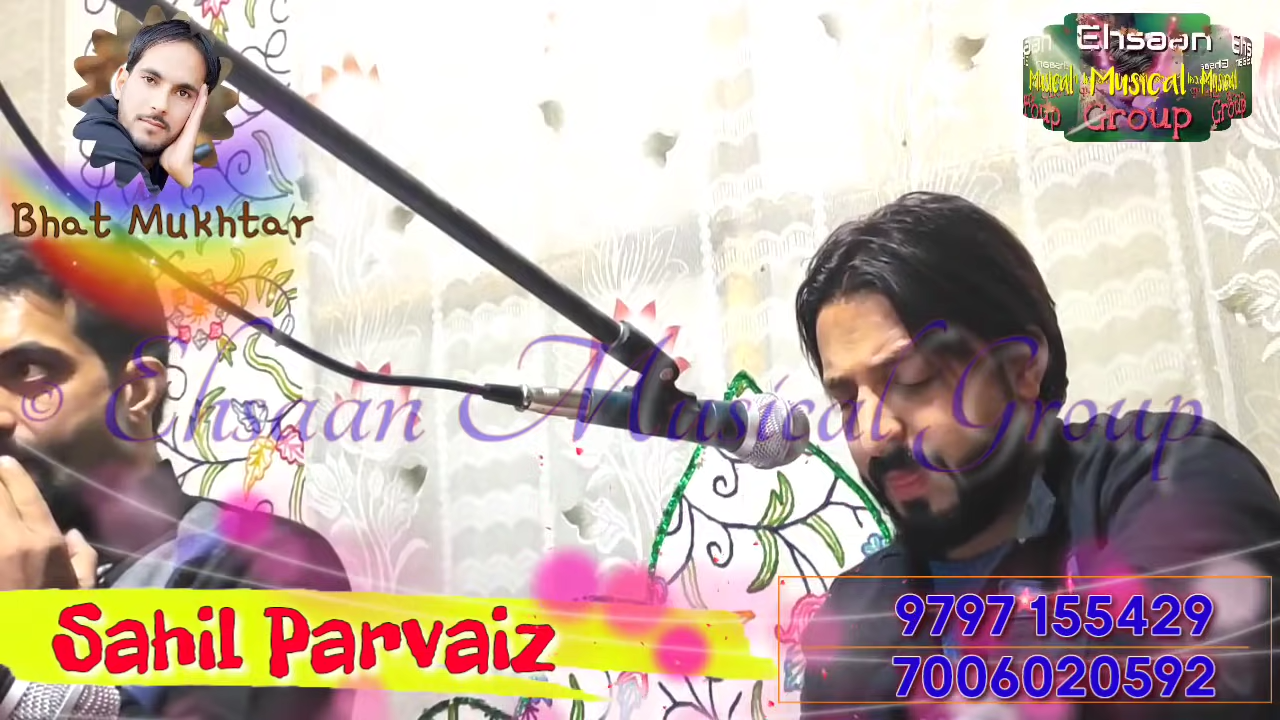 Ehsaan
Musical
Group
Bhat Mukhtar
© Ehsaan Musical Group
Sahil Parvaiz
9797 155429
7006020592